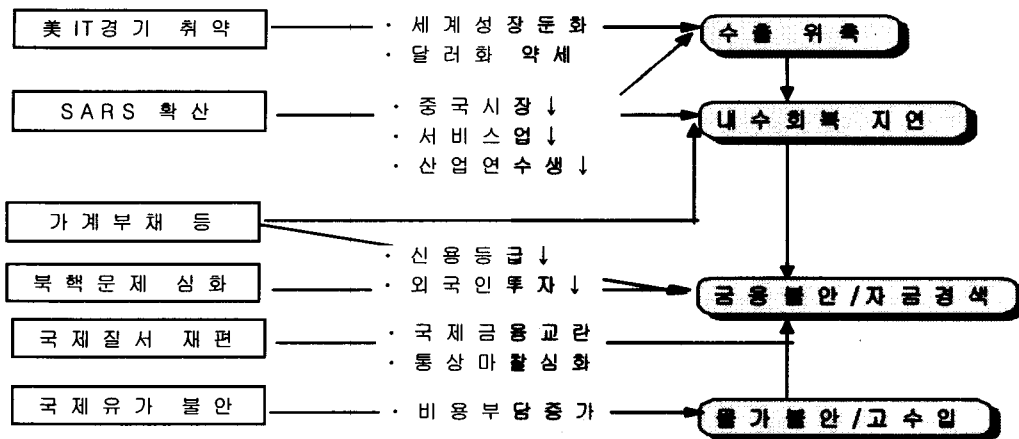 美 IT경기 취약
· 세계성장둔화
· 달러화 약세
수출 위축
SARS 확산
· 중국시장↓
· 서비스업↓
· 산업연수생↓
내수회복 지연
가계부채 등
· 신용등급↓
· 외국인투자↓
북핵문제 심화
금융불안/자금경색
국제질서 재편
· 국제금융교란
· 통상마찰심화
국제유가 불안
· 비용부담증가
물가불안/고수입